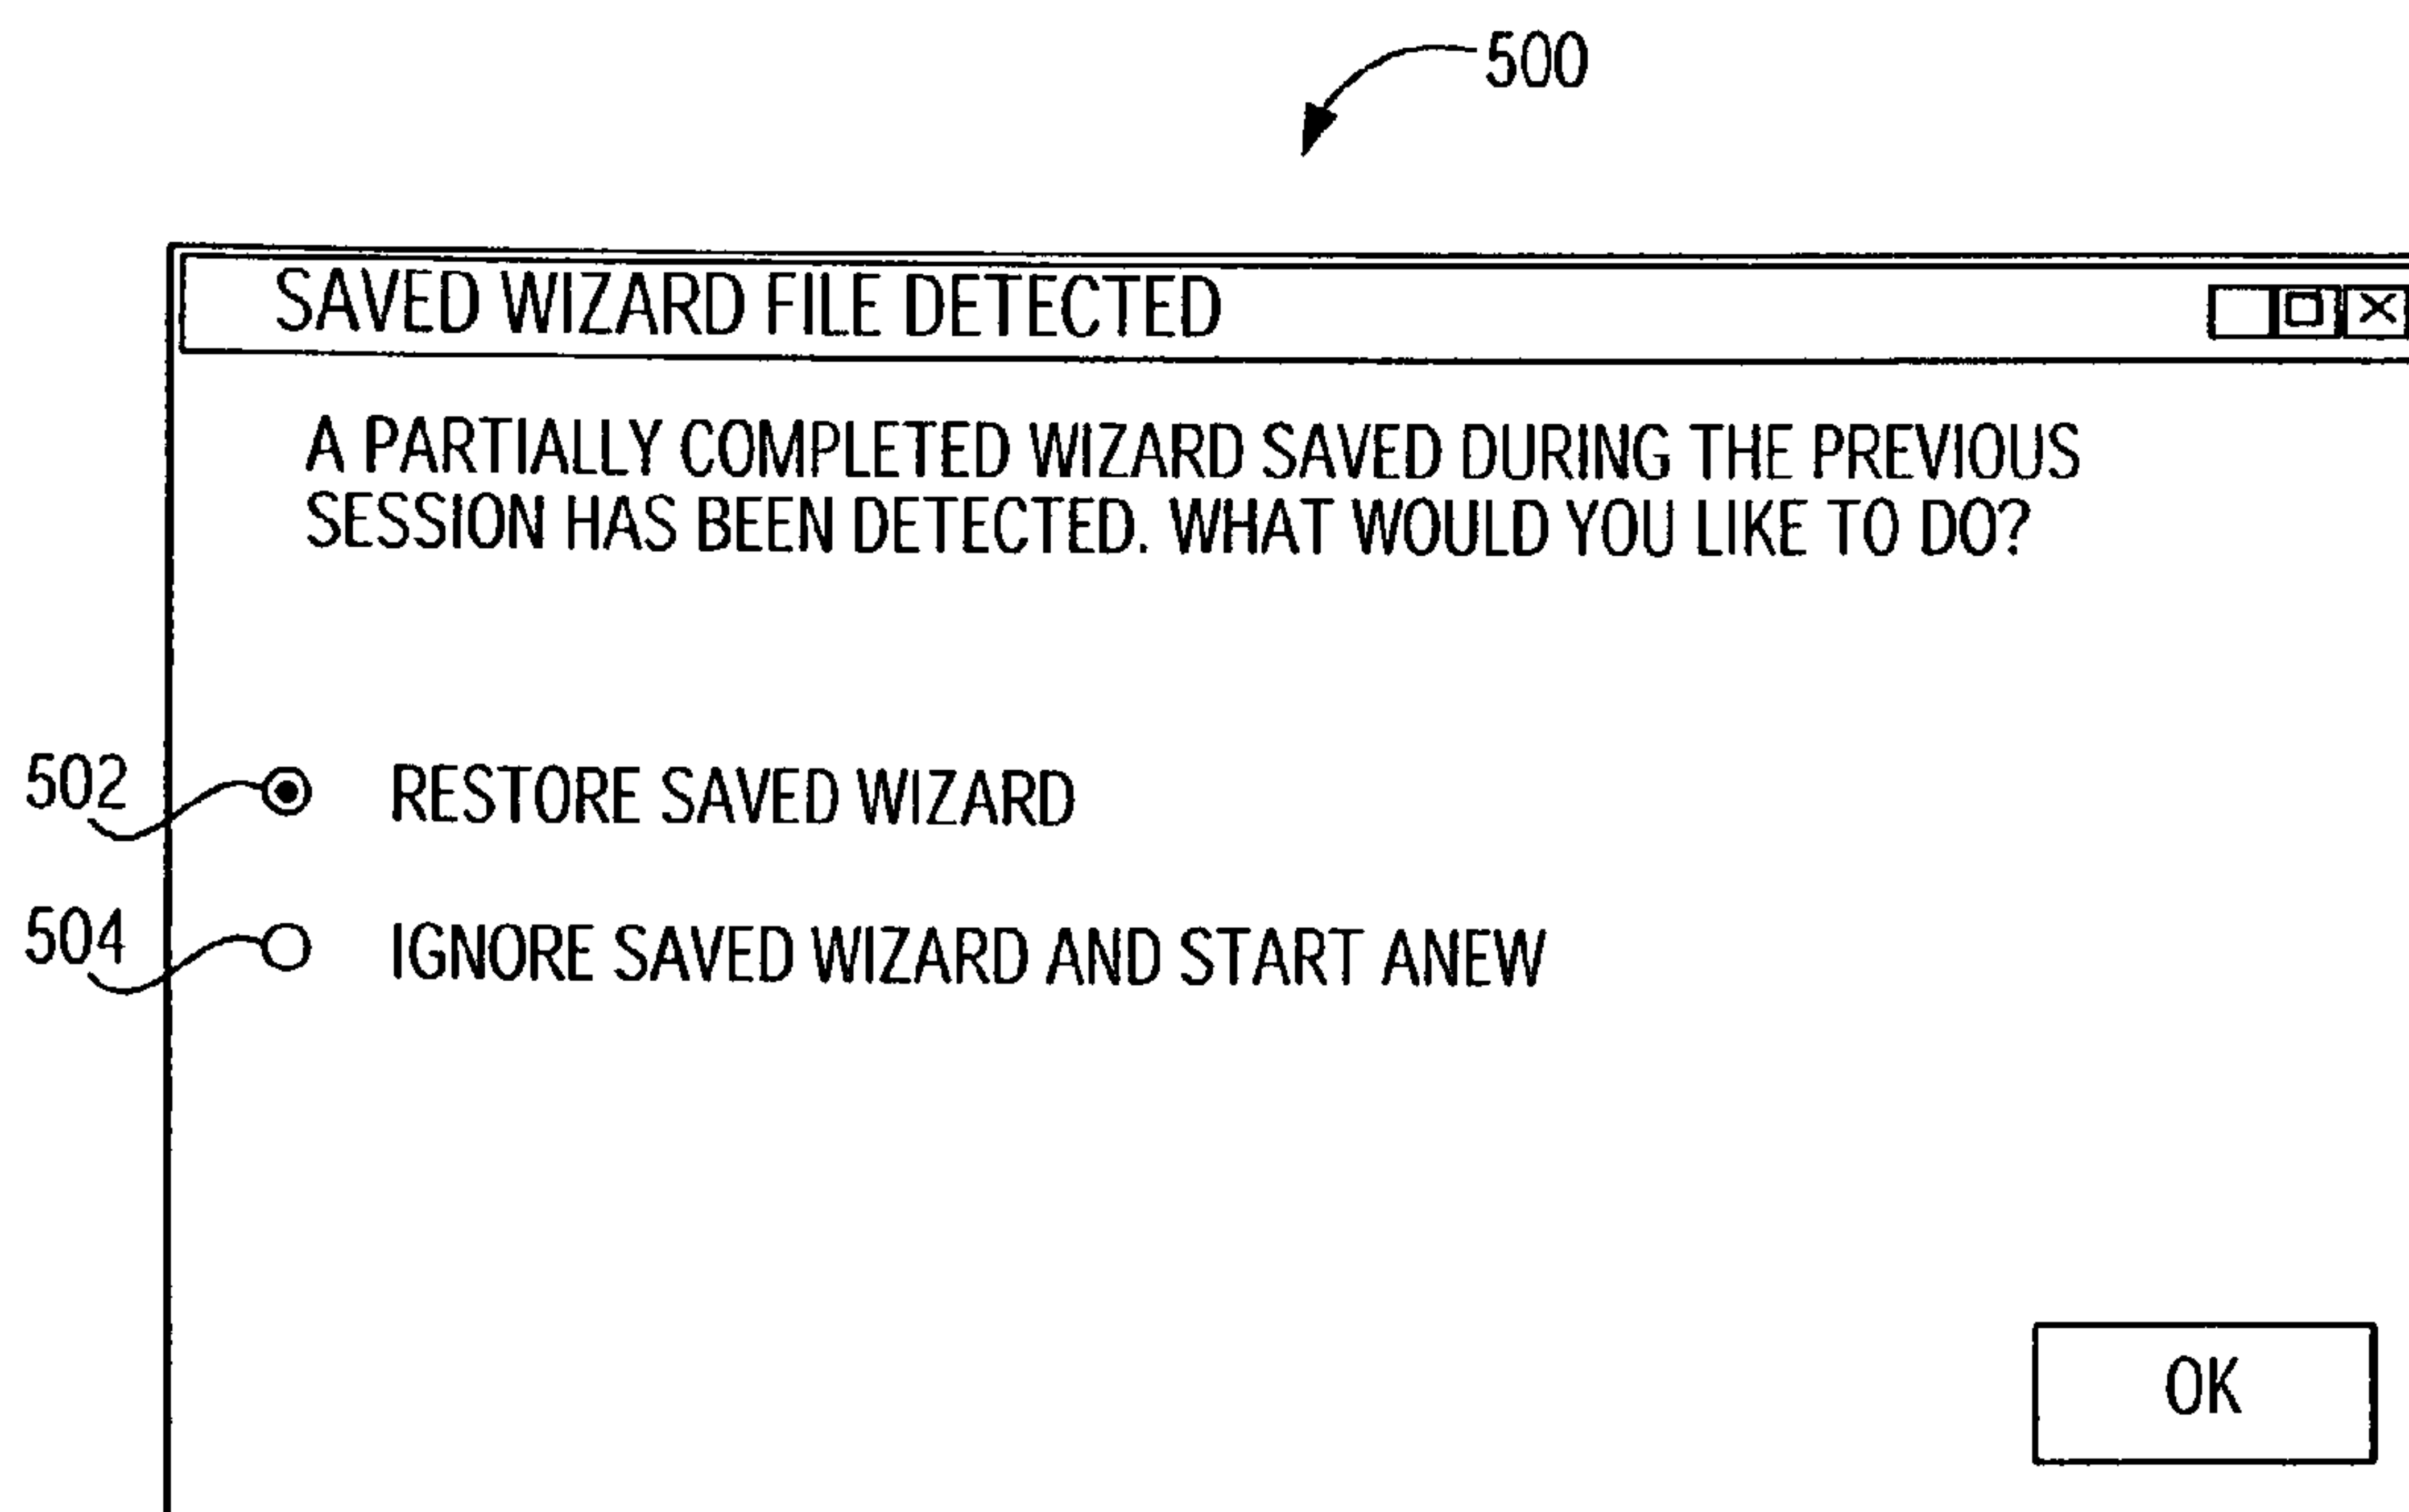 500
SAVED WIZARD FILE DETECTED
A PARTIALLY COMPLETED WIZARD SAVED DURING THE PREVIOUS
SESSION HAS BEEN DETECTED. WHAT WOULD YOU LIKE TO DO?
502 RESTORE SAVED WIZARD
504 IGNORE SAVED WIZARD AND START ANEW
OK